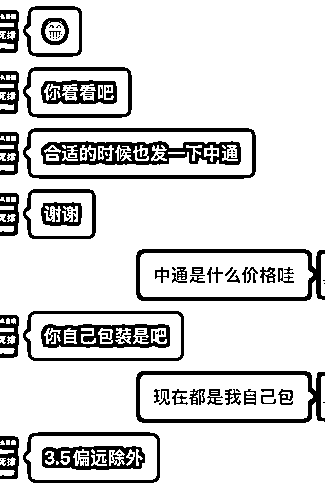 你看看吧
合适的时候也发一下中通
谢谢
中通是什么价格哇
你自己包装是吧
现在都是我自己包
3.5偏远除外